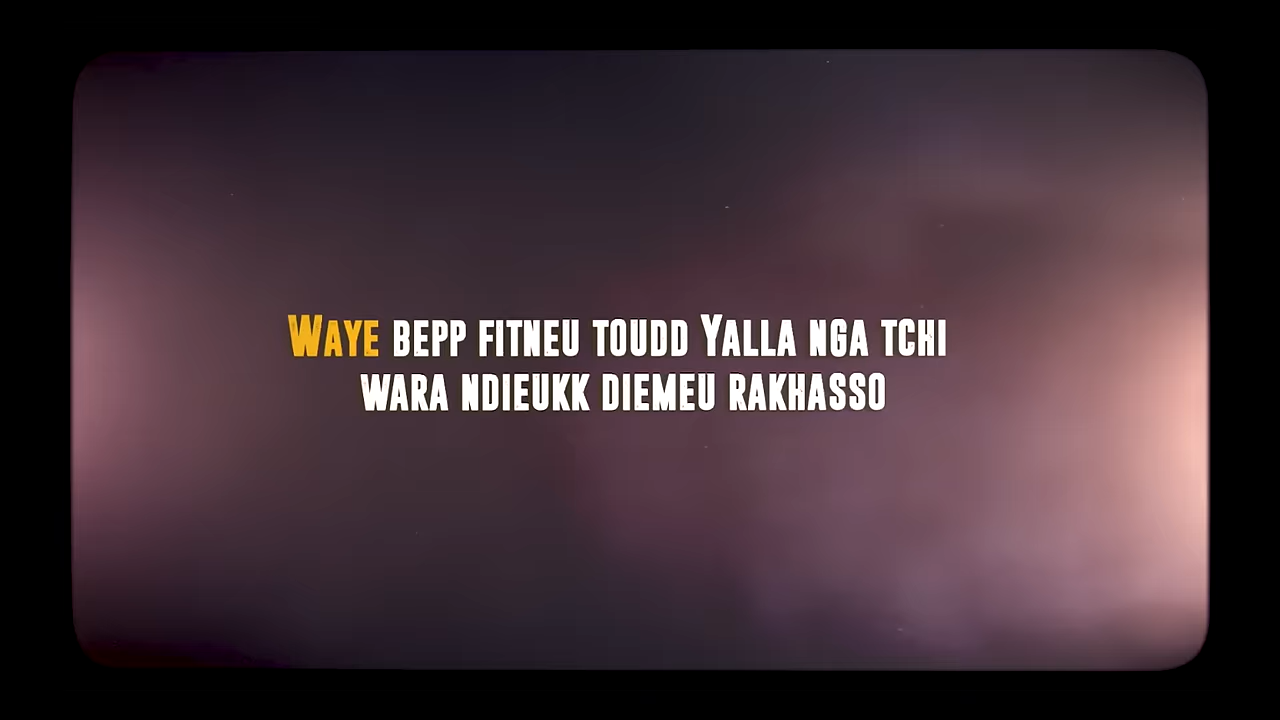 Waye bepp fitneu toudd Yalla nga tchi
wara ndieukk diemeu rakhasso